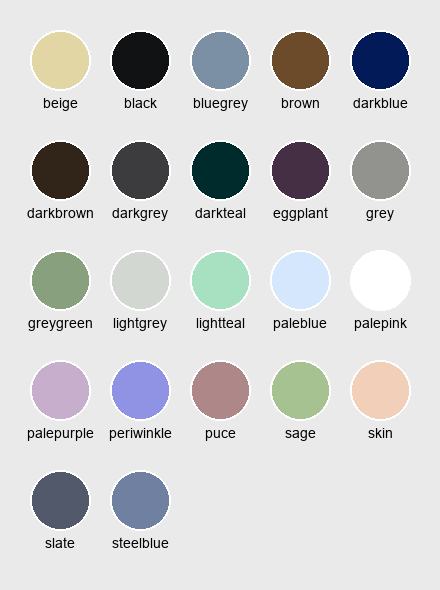 beige black bluegrey brown darkblue
darkbrown darkgrey darkteal eggplant grey
greygreen lightgrey lightteal paleblue palepink
palepurple periwinkle puce sage skin
slate steelblue